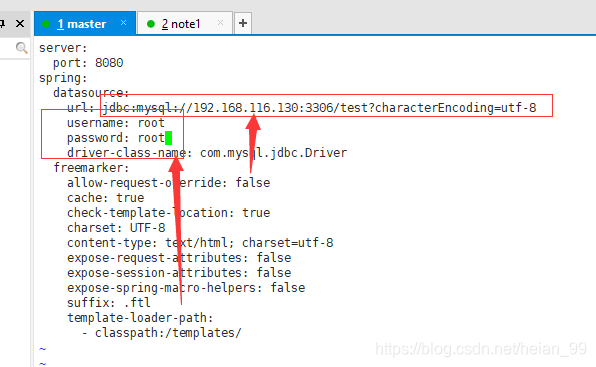 1 master
2 note1
server:
  port: 8080
spring:
  datasource:
    url: jdbc:mysql://192.168.116.130:3306/test?characterEncoding=utf-8
    username: root
    password: root
    driver-class-name: com.mysql.jdbc.Driver
  freemarker:
    allow-request-override: false
    cache: true
    check-template-location: true
    charset: UTF-8
    content-type: text/html; charset=utf-8
    expose-request-attributes: false
    expose-session-attributes: false
    expose-spring-macro-helpers: false
    suffix: .ftl
    template-loader-path:
      - classpath:/templates/
~
~
https://blog.csdn.net/heian_99